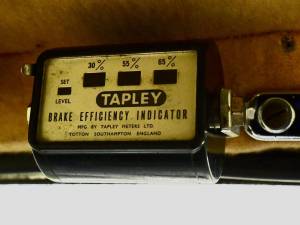 30% 55% 65%
SET
LEVEL
TAPLEY
BRAKE EFFICIENCY INDICATOR
MFG BY TAPLEY METERS LTD.
TOTTON SOUTHAMPTON ENGLAND